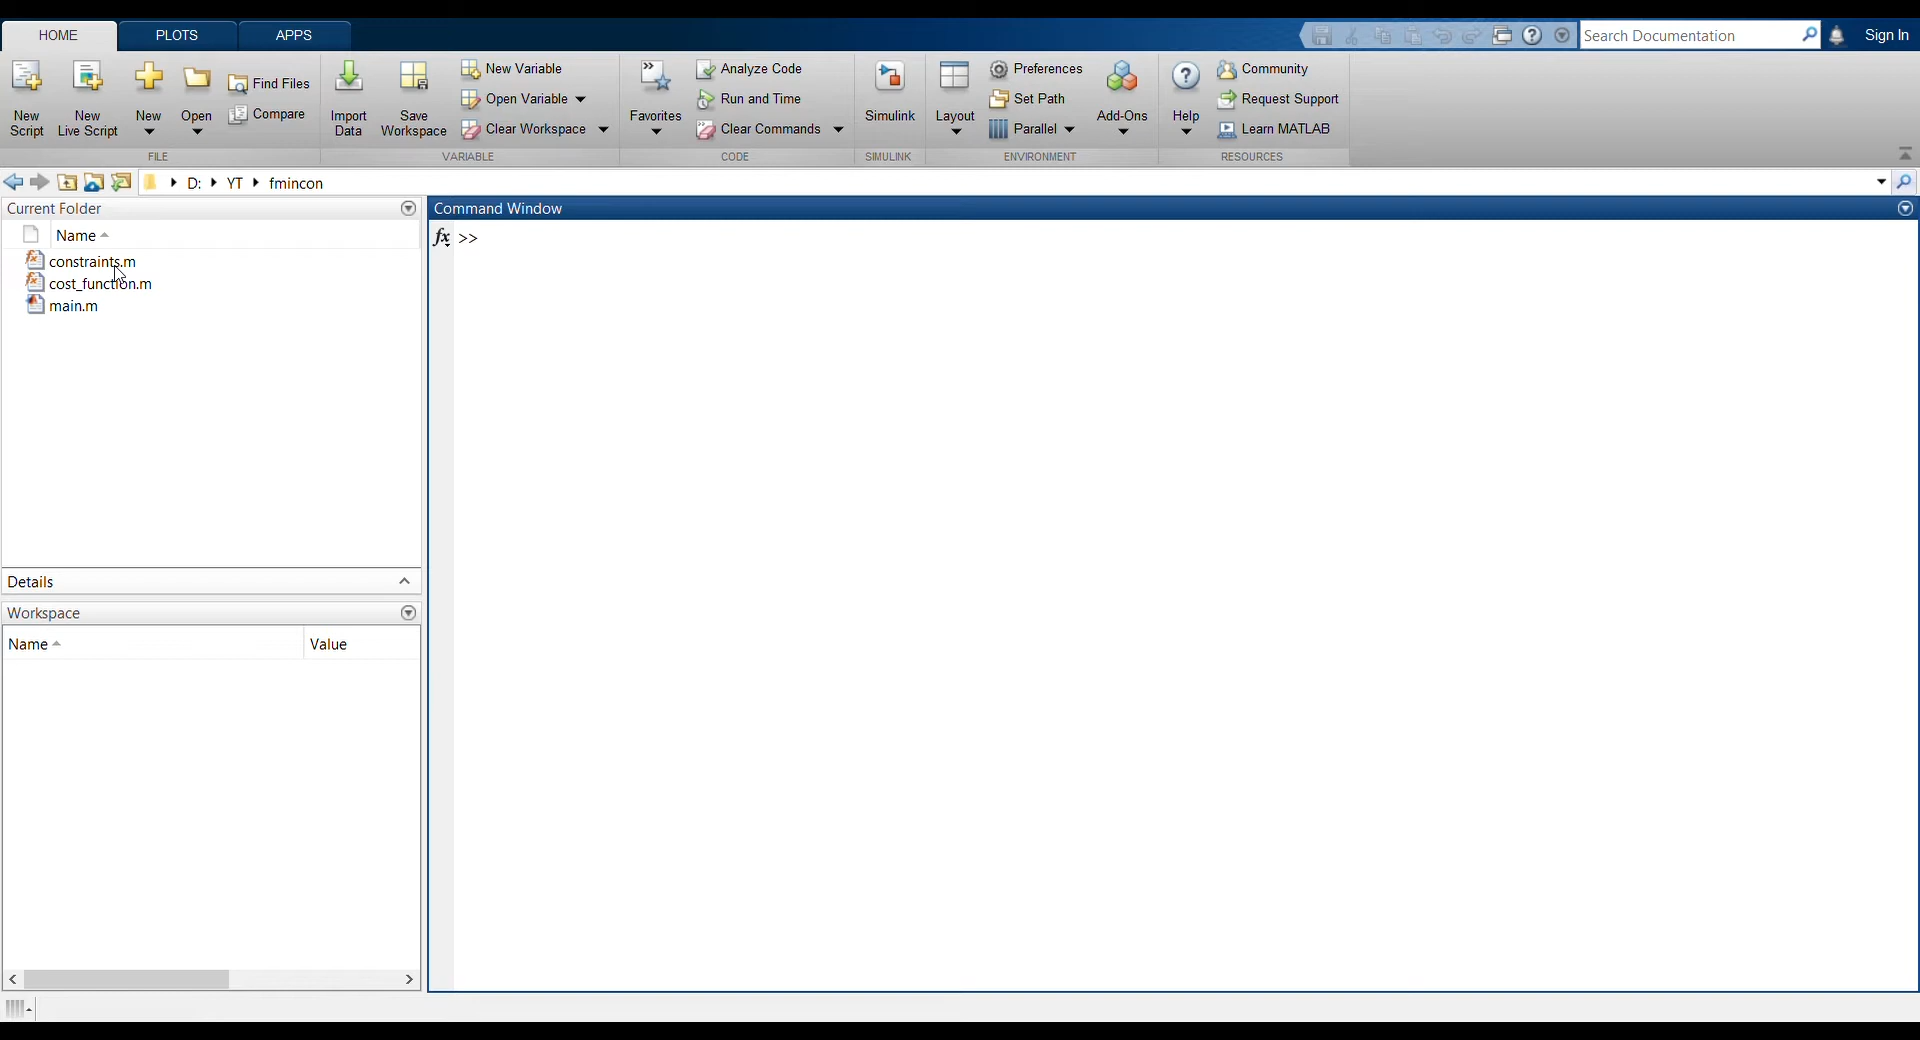 HOME PLOTS APPS Search Documentation Sign In
New Script New Live Script New Open Find Files Compare
Import Data Save Workspace New Variable Open Variable Clear Workspace
Favorites Analyze Code Run and Time Clear Commands
Simulink Layout Preferences Set Path Parallel Add-Ons
Help Community Request Support Learn MATLAB
FILE VARIABLE CODE SIMULINK ENVIRONMENT RESOURCES
D: YT fmincon
Current Folder
Name
constraints.m
cost_function.m
main.m
Details
Workspace
Name Value
Command Window
fx >>